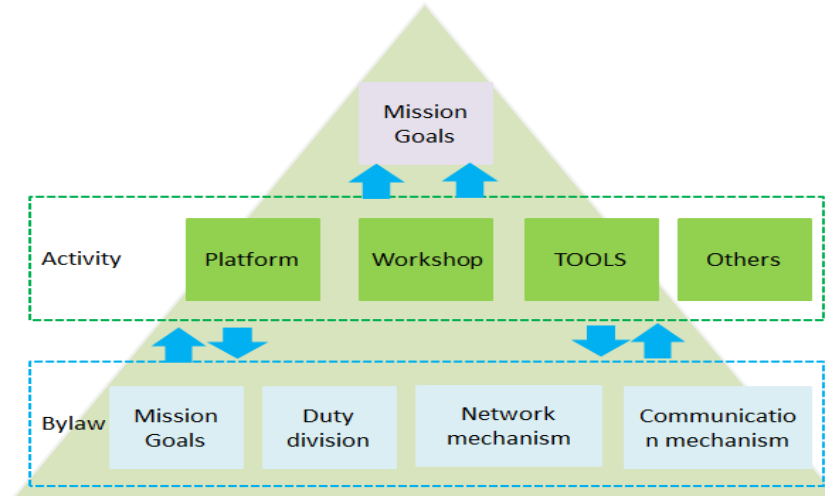 Mission
Goals
Activity
Platform
Workshop
TOOLS
Others
Bylaw
Mission
Goals
Duty
division
Network
mechanism
Communicatio
n mechanism